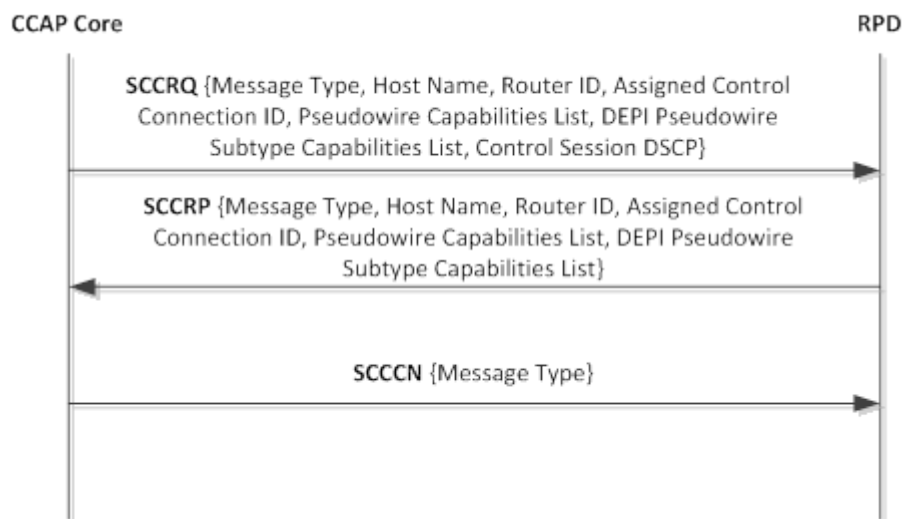 CCAP Core
RPD
SCCRQ {Message Type, Host Name, Router ID, Assigned Control
Connection ID, Pseudowire Capabilities List, DEPI Pseudowire
Subtype Capabilities List, Control Session DSCP}
SCCRP {Message Type, Host Name, Router ID, Assigned Control
Connection ID, Pseudowire Capabilities List, DEPI Pseudowire
Subtype Capabilities List}
SCCCN {Message Type}